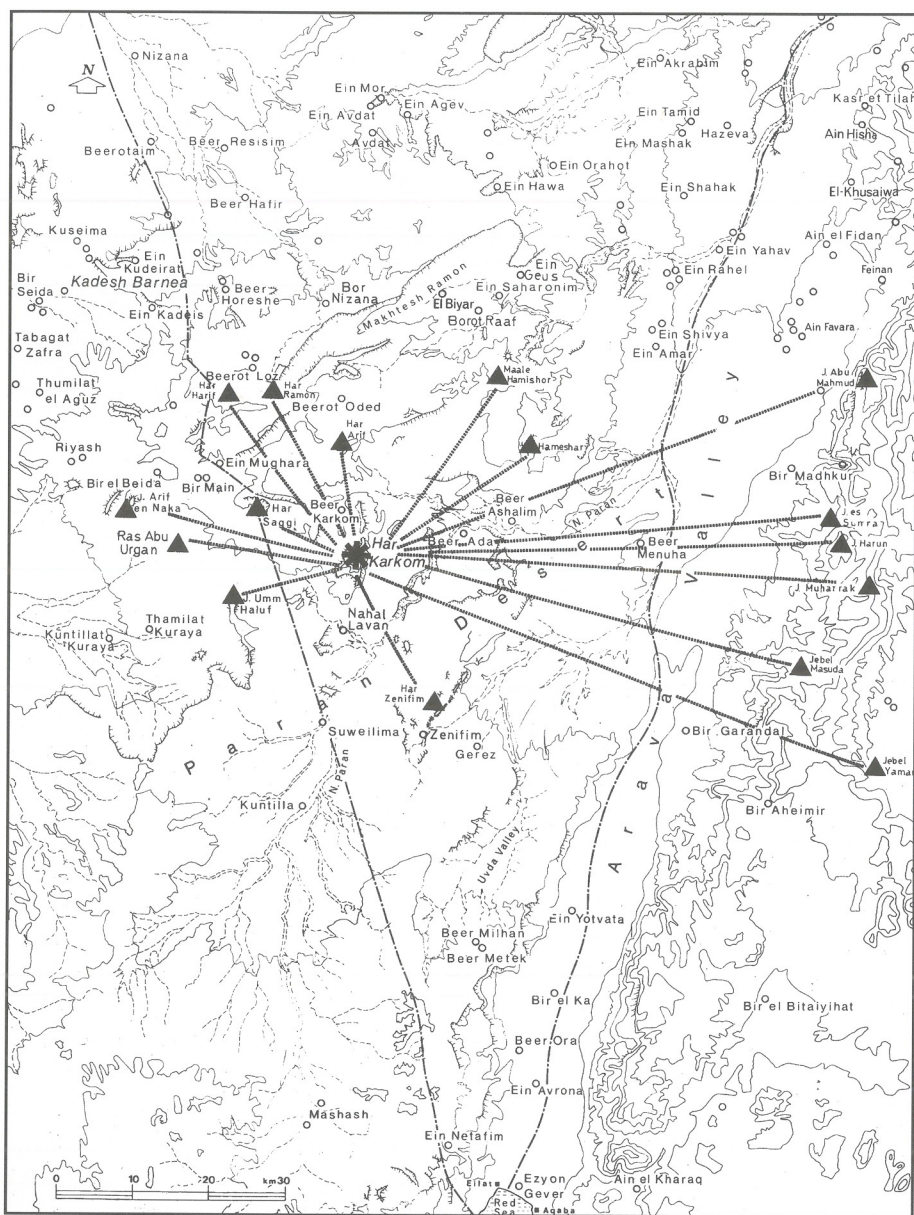 Nizana
N
Ein Akrabim
Ein Mor
Ein Agev
Ein Avdat
Avdat
Kasr et Tilah
Ein Tamid
Hazeva
Ain Hisha
Ein Mashak
Beerotaim
Beer Resisim
Ein Orahot
Ein Hawa
Ein Shahak
El-Khusaiwa
Beer Hafir
Kuseima
Ein
Kudeirat
Kadesh Barnea
Ain el Fidan
Ein Yahav
Bir
Seida
Beer
Horeshe
Bor
Nizana
Makhtesh Ramon
Ein
Geus
Ein Saharonim
El Biyar
Borot Raaf
Ein Rahel
Feinan
Ein Kadeis
Tabagat
Zafra
Ein Shivya
Ain Favara
Ein Amar
Thumilat
el Aguz
Beerot Loz
Har
Harif
Har
Ramon
Beerot Oded
Maale
Hamishor
J. Abu
Mahmud
Har
Arif
Hameshar
Riyash
Ein Mughara
Bir el Beida
Bir Main
Bir Madhkur
J. Arif
en Naka
Har
Saggi
Beer
Karkom
Beer
Ashalim
N. Paran
J. es
Ras Abu
Urgan
Har
Karkom
Beer Ada
Beer
Menuha
J. Harun
J. Muharrak
J. Umm
Haluf
Nahal
Lavan
Thamilat
Kuraya
Kuntillat
Kuraya
Jebel
Masuda
Har
Zenifim
Paran Desert
Arava Valley
Suweilima
Zenifim
Gerez
Bir Garandal
N. Paran
Jebel
Yaman
Kuntilla
Bir Aheimir
Uvda Valley
Ein Yotvata
Beer Milhan
Beer Metek
Bir el Ka
Bir el Bitaiyihat
Beer Ora
Ein Avrona
Mashash
Ein Netafim
0 10 20 km 30
Eilat
Ezyon
Gever
Ain el Kharaq
Red
Sea
Aqaba